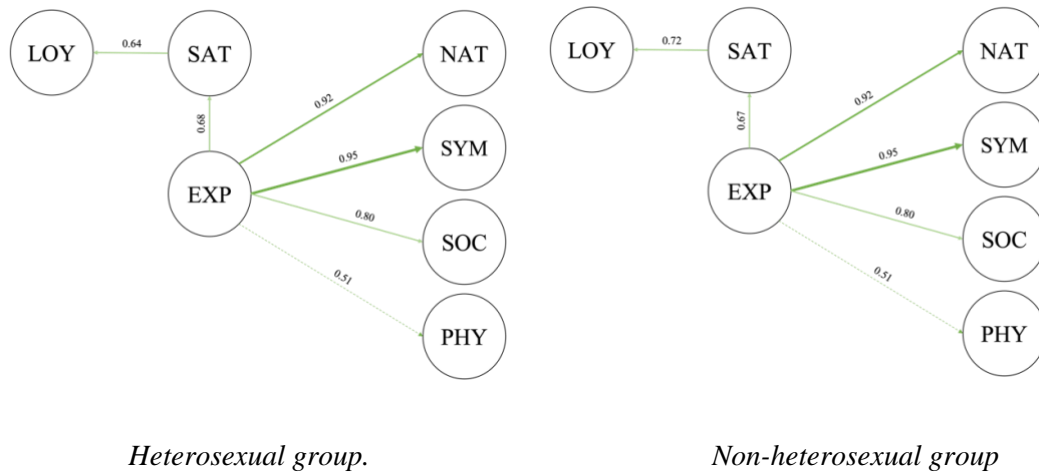 LOY
0.64
SAT
NAT
0.68
0.92
SYM
0.95
EXP
0.80
SOC
0.51
PHY
Heterosexual group.
LOY
0.72
SAT
NAT
0.67
0.92
SYM
0.95
EXP
0.80
SOC
0.51
PHY
Non-heterosexual group